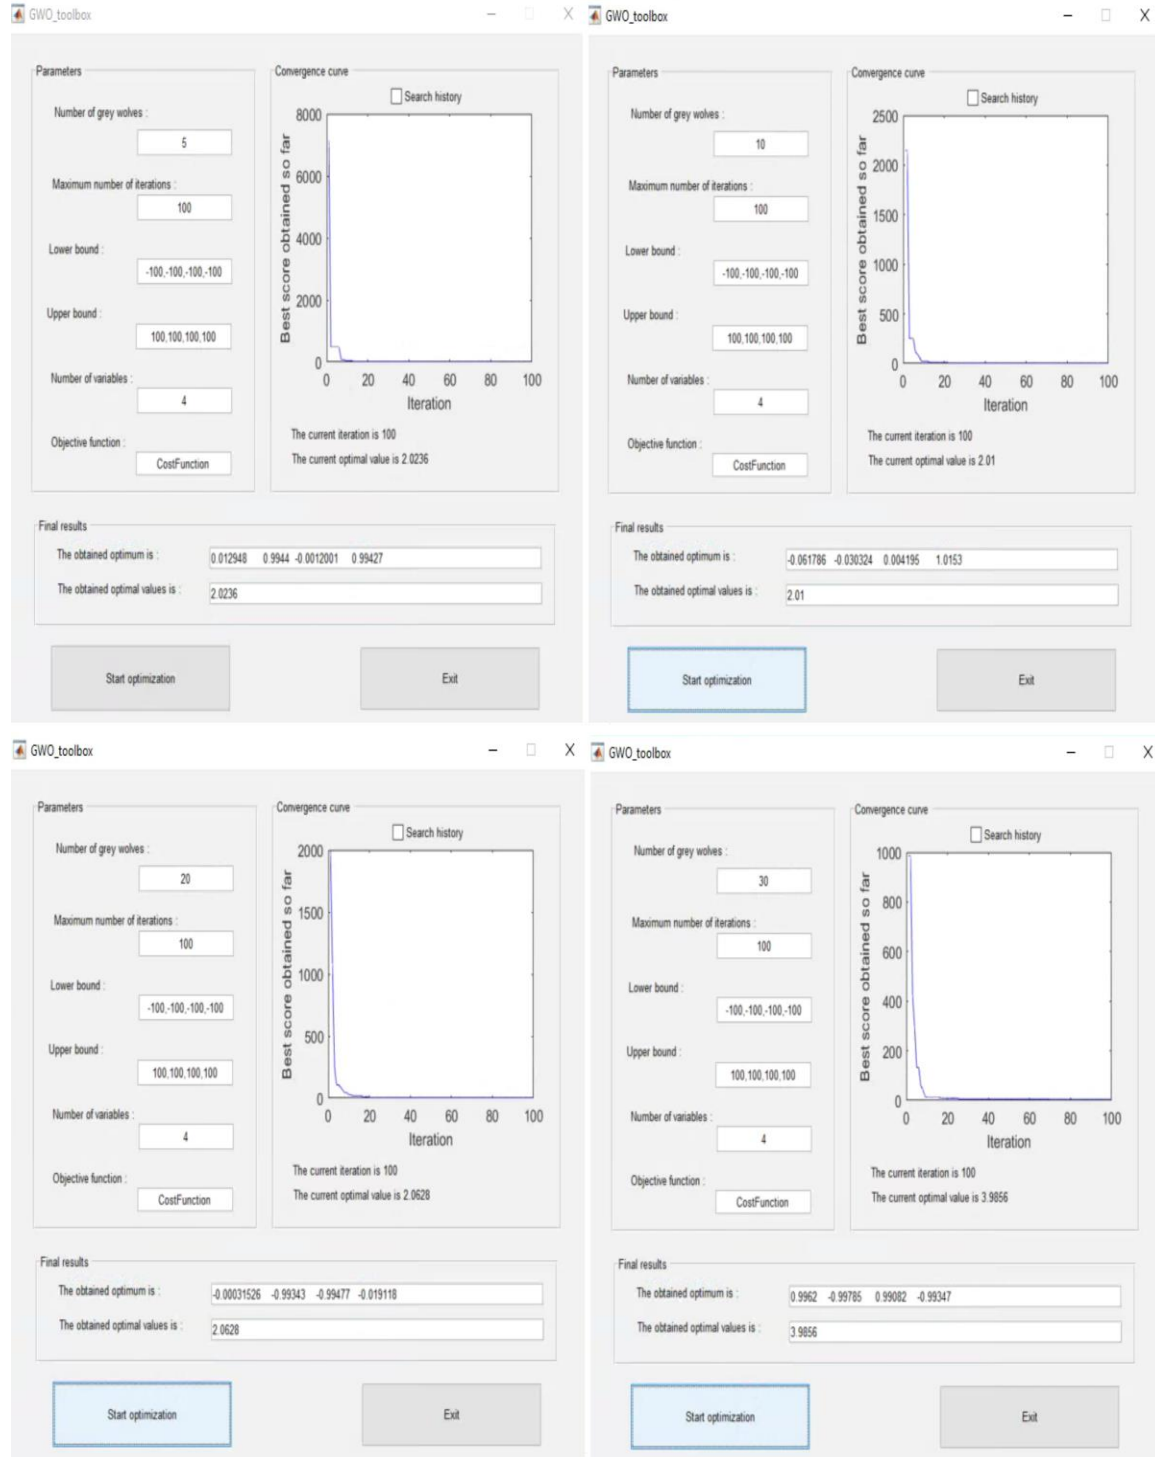 GWO_toolbox
Parameters
Number of grey wolves :
5
Maximum number of iterations :
100
Lower bound :
-100,-100,-100,-100
Upper bound :
100,100,100,100
Number of variables :
4
Objective function :
CostFunction
Convergence curve
Search history
8000
6000
4000
2000
0
Best score obtained so far
0 20 40 60 80 100
Iteration
The current iteration is 100
The current optimal value is 2.0236
Final results
The obtained optimum is : 0.012948 0.9944 -0.0012001 0.99427
The obtained optimal values is : 2.0236
Start optimization Exit
GWO_toolbox
Parameters
Number of grey wolves :
10
Maximum number of iterations :
100
Lower bound :
-100,-100,-100,-100
Upper bound :
100,100,100,100
Number of variables :
4
Objective function :
CostFunction
Convergence curve
Search history
2500
2000
1500
1000
500
0
Best score obtained so far
0 20 40 60 80 100
Iteration
The current iteration is 100
The current optimal value is 2.01
Final results
The obtained optimum is : -0.061786 -0.030324 0.004195 1.0153
The obtained optimal values is : 2.01
Start optimization Exit
GWO_toolbox
Parameters
Number of grey wolves :
20
Maximum number of iterations :
100
Lower bound :
-100,-100,-100,-100
Upper bound :
100,100,100,100
Number of variables :
4
Objective function :
CostFunction
Convergence curve
Search history
2000
1500
1000
500
0
Best score obtained so far
0 20 40 60 80 100
Iteration
The current iteration is 100
The current optimal value is 2.0628
Final results
The obtained optimum is : -0.00031526 -0.99343 -0.99477 -0.019118
The obtained optimal values is : 2.0628
Start optimization Exit
GWO_toolbox
Parameters
Number of grey wolves :
30
Maximum number of iterations :
100
Lower bound :
-100,-100,-100,-100
Upper bound :
100,100,100,100
Number of variables :
4
Objective function :
CostFunction
Convergence curve
Search history
1000
800
600
400
200
0
Best score obtained so far
0 20 40 60 80 100
Iteration
The current iteration is 100
The current optimal value is 3.9856
Final results
The obtained optimum is : 0.9962 -0.99785 0.99082 -0.99347
The obtained optimal values is : 3.9856
Start optimization Exit